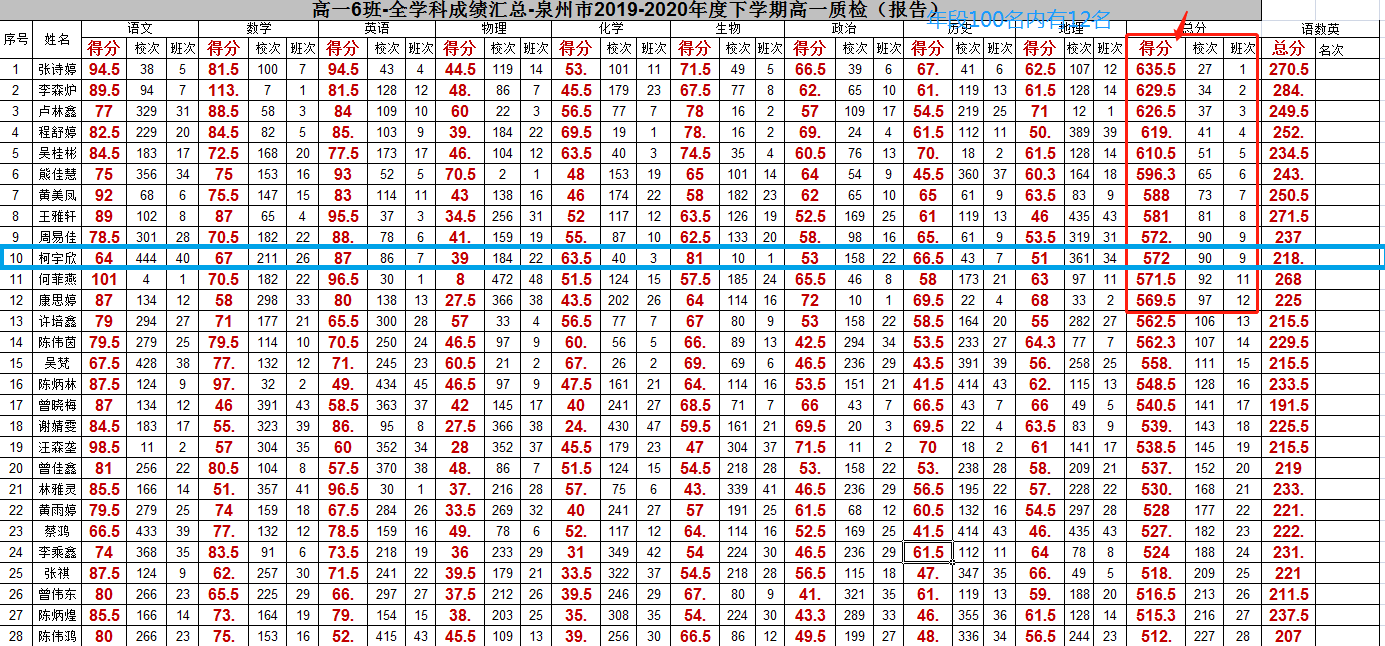 高一6班-全学科成绩汇总-泉州市2019-2020年度下学期高一质检（报告）
年段100名内有12名
序号 姓名 语文 数学 英语 物理 化学 生物 政治 历史 地理 总分 语数英
得分 校次 班次 得分 校次 班次 得分 校次 班次 得分 校次 班次 得分 校次 班次 得分 校次 班次 得分 校次 班次 得分 校次 班次 得分 校次 班次 得分 校次 班次 总分 名次
1 张诗婷 94.5 38 5 81.5 100 7 94.5 43 4 44.5 119 14 53. 101 11 71.5 49 5 66.5 39 6 67. 41 6 62.5 107 12 635.5 27 1 270.5
2 李森炉 89.5 94 7 113. 7 1 81.5 128 12 48. 86 7 45.5 179 23 67.5 77 8 62. 65 10 61. 119 13 61.5 128 14 629.5 34 2 284.
3 卢林鑫 77 329 31 88.5 58 3 84 109 10 60 22 3 56.5 77 7 78 16 2 57 109 17 54.5 219 25 71 12 1 626.5 37 3 249.5
4 程舒婷 82.5 229 20 84.5 82 5 85. 103 9 39. 184 22 69.5 19 1 78. 16 2 69. 24 4 61.5 112 11 50. 389 39 619. 41 4 252.
5 吴桂彬 84.5 183 17 72.5 168 20 77.5 173 17 46. 104 12 63.5 40 3 74.5 35 4 60.5 76 13 70. 18 2 61.5 128 14 610.5 51 5 234.5
6 熊佳慧 75 356 34 75 153 16 93 52 5 70.5 2 1 48 153 19 65 101 14 64 54 9 45.5 360 37 60.3 164 18 596.3 65 6 243.
7 黄美凤 92 68 6 75.5 147 15 83 114 11 43 138 16 46 174 22 58 182 23 62 65 10 65 61 9 63.5 83 9 588 73 7 250.5
8 王雅轩 89 102 8 87 65 4 95.5 37 3 34.5 256 31 52 117 12 63.5 126 19 52.5 169 25 61 119 13 46 435 43 581 81 8 271.5
9 周易佳 78.5 301 28 70.5 182 22 88. 78 6 41. 159 19 55. 87 10 62.5 133 20 58. 98 16 65. 61 9 53.5 319 31 572. 90 9 237
10 柯宇欣 64 444 40 67 211 26 87 86 7 39 184 22 63.5 40 3 81 10 1 53 158 22 66.5 43 7 51 361 34 572 90 9 218.
11 何菲燕 101 4 1 70.5 182 22 96.5 30 1 8 472 48 51.5 124 15 57.5 185 24 65.5 46 8 58 173 21 63 97 11 571.5 92 11 268
12 康思婷 87 134 12 58 298 33 80 138 13 27.5 366 38 43.5 202 26 64 114 16 72 10 1 69.5 22 4 68 33 2 569.5 97 12 225
13 许培鑫 79 294 27 71 177 21 65.5 300 28 57 33 4 56.5 77 7 67 80 9 53 158 22 58.5 164 20 55 282 27 562.5 106 13 215.5
14 陈伟茵 79.5 279 25 79.5 114 10 70.5 250 24 46.5 97 9 60. 56 5 66. 89 13 42.5 294 34 53.5 233 27 64.3 77 7 562.3 107 14 229.5
15 吴梵 67.5 428 38 77. 132 12 71. 245 23 60.5 21 2 67. 26 2 69. 69 6 46.5 236 29 43.5 391 39 56. 258 25 558. 111 15 215.5
16 陈炳林 87.5 124 9 97. 32 2 49. 434 45 46.5 97 9 47.5 161 21 64. 114 16 53.5 151 21 41.5 414 43 62. 115 13 548.5 128 16 233.5
17 曾晓梅 87 134 12 46 391 43 58.5 363 37 42 145 17 40 241 27 68.5 71 7 66 43 7 66.5 43 7 66 49 5 540.5 141 17 191.5
18 谢婧雯 84.5 183 17 55. 323 39 86. 95 8 27.5 366 38 24. 430 47 59.5 161 21 69.5 20 3 69.5 22 4 63.5 83 9 539. 143 18 225.5
19 汪森垄 98.5 11 2 57 304 35 60 352 34 28 352 37 45.5 179 23 47 304 37 71.5 11 2 70 18 2 61 141 17 538.5 145 19 215.5
20 曾佳鑫 81 256 22 80.5 104 8 57.5 370 38 48. 86 7 51.5 124 15 54.5 218 28 53. 158 22 53. 238 28 58. 209 21 537. 152 20 219
21 林雅灵 85.5 166 14 51. 357 41 96.5 30 1 37. 216 28 57. 75 6 43. 339 41 46.5 236 29 56.5 195 22 57. 228 22 530. 168 21 233.
22 黄雨婷 79.5 279 25 74 159 18 67.5 284 26 33.5 269 32 40 241 27 57 191 25 61.5 68 12 60.5 132 16 54.5 297 28 528 177 22 221.
23 蔡鸿 66.5 433 39 77. 132 12 78.5 159 16 49. 78 6 52. 117 12 64. 114 16 52.5 169 25 41.5 414 43 46. 435 43 527. 182 23 222.
24 李乘鑫 74 368 35 83.5 91 6 73.5 218 19 36 233 29 31 349 42 54 224 30 46.5 236 29 61.5 112 11 64 78 8 524 188 24 231.
25 张祺 87.5 124 9 62. 257 30 71.5 241 22 39.5 179 21 33.5 322 37 54.5 218 28 56.5 115 18 47. 347 35 66. 49 5 518. 209 25 221
26 曾伟东 80 266 23 65.5 225 29 66. 297 27 37.5 212 26 39.5 246 29 67. 80 9 41. 321 35 61. 119 13 59. 188 20 516.5 213 26 211.5
27 陈炳煌 85.5 166 14 73. 164 19 79. 154 15 38. 203 25 35. 308 35 54. 224 30 43.3 289 33 46. 355 36 61.5 128 14 515.3 216 27 237.5
28 陈伟鸿 80 266 23 75. 153 16 52. 415 43 45.5 109 13 39. 256 30 66.5 86 12 49.5 199 27 48. 336 34 56.5 244 23 512. 227 28 207